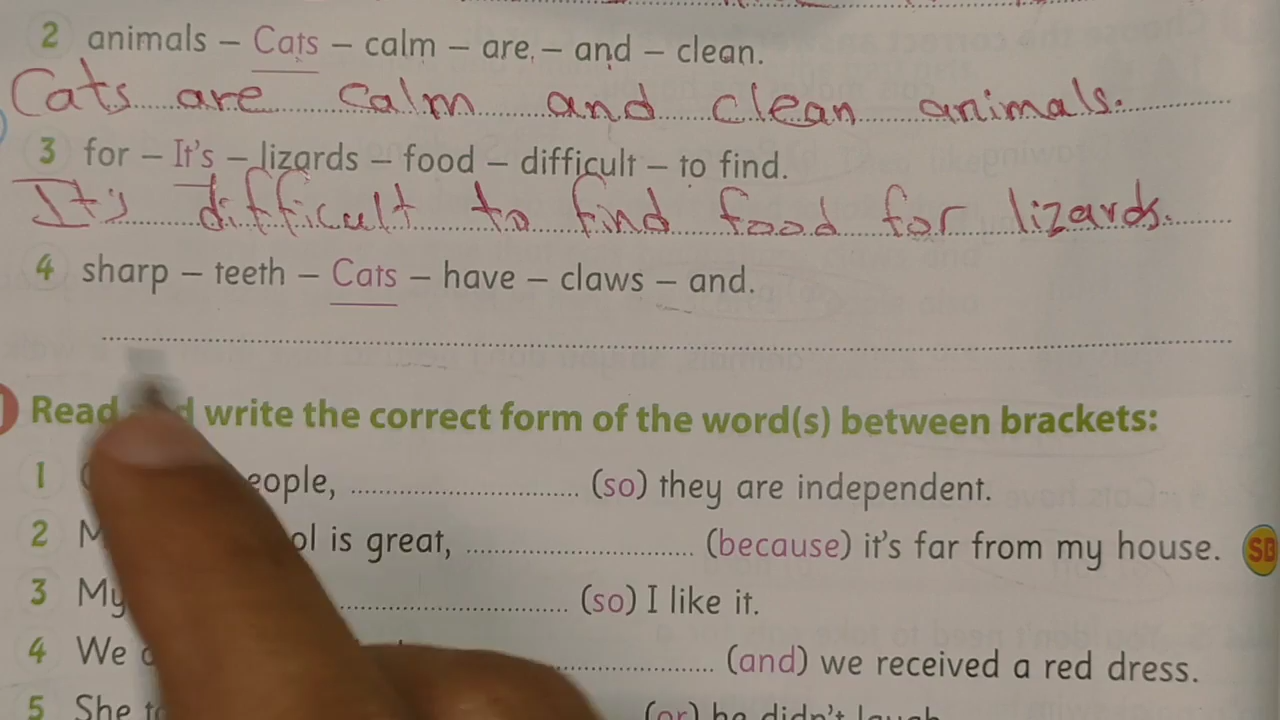 2 animals – Cats – calm – are – and – clean.
Cats are calm and clean animals.
3 for – It's – lizards – food – difficult – to find.
It's difficult to find food for lizards.
4 sharp – teeth – Cats – have – claws – and.
Read and write the correct form of the word(s) between brackets:
1 eople, (so) they are independent.
2 M ol is great, (because) it's far from my house.
3 My (so) I like it.
4 We (and) we received a red dress.
5 She (or) he didn't laugh
SB